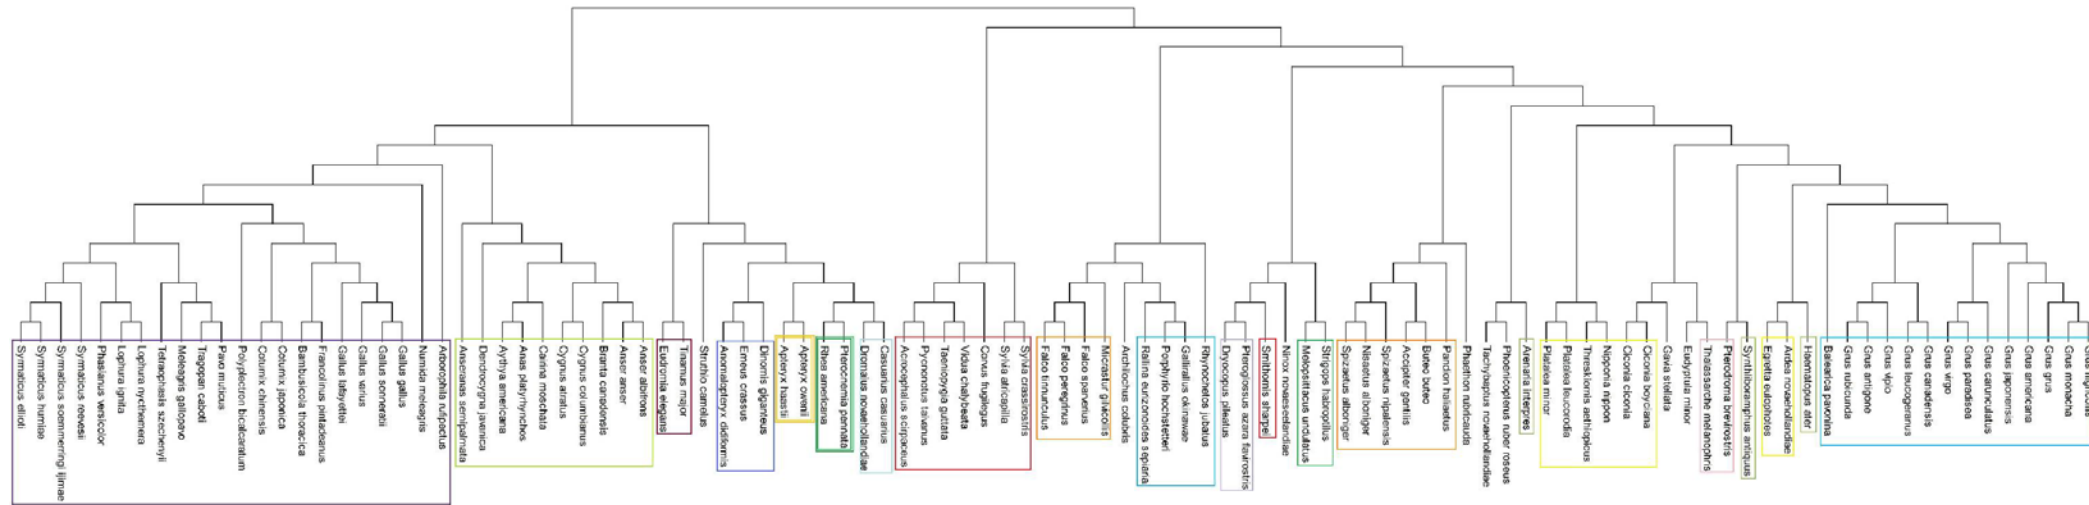 Syrmaticus ellioti
Syrmaticus humiae
Syrmaticus soemmerringi ijimae
Syrmaticus reevesii
Phasianus versicolor
Lophura ignita
Lophura nycthemera
Tetraophasis szechenyii
Meleagris gallopavo
Tragopan caboti
Pavo muticus
Polyplectron bicalcaratum
Coturnix chinensis
Coturnix japonica
Bambusicola thoracica
Francolinus pintadeanus
Gallus lafayettei
Gallus varius
Gallus sonneratii
Gallus gallus
Numida meleagris
Arborophila rufipectus
Anseranas semipalmata
Dendrocygna javanica
Aythya americana
Anas platyrhynchos
Cairina moschata
Cygnus atratus
Cygnus columbianus
Branta canadensis
Anser anser
Anser albifrons
Eudromia elegans
Tinamus major
Struthio camelus
Anomalopteryx didiformis
Emeus crassus
Dinornis giganteus
Apteryx haastii
Apteryx owenii
Rhea americana
Pterocnemia pennata
Dromaius novaehollandiae
Casuarius casuarius
Acrocephalus scirpaceus
Pycnonotus taivanus
Taeniopygia guttata
Vidua chalybeata
Corvus frugilegus
Sylvia atricapilla
Sylvia crassirostris
Falco tinnunculus
Falco peregrinus
Falco sparverius
Micrastur gilvicollis
Archilochus colubris
Rallina eurizonoides sepiaria
Porphyrio hochstetteri
Gallirallus okinawae
Rhynochetos jubatus
Dryocopus pileatus
Pteroglossus azara flavirostris
Smithornis sharpei
Ninox novaeseelandiae
Melopsittacus undulatus
Strigops habroptilus
Spizaetus alboniger
Nisaetus alboniger
Spizaetus nipalensis
Accipiter gentilis
Buteo buteo
Pandion haliaetus
Phaethon rubricauda
Tachybaptus novaehollandiae
Phoenicopterus ruber roseus
Arenaria interpres
Platalea minor
Platalea leucorodia
Threskiornis aethiopicus
Nipponia nippon
Ciconia ciconia
Ciconia boyciana
Gavia stellata
Eudyptula minor
Thalassarche melanophris
Pterodroma brevirostris
Synthliboramphus antiquus
Egretta eulophotes
Ardea novaehollandiae
Haematopus ater
Balearica pavonina
Grus rubicunda
Grus antigone
Grus vipio
Grus leucogeranus
Grus canadensis
Grus virgo
Grus paradisea
Grus carunculatus
Grus japonensis
Grus americana
Grus grus
Grus monacha